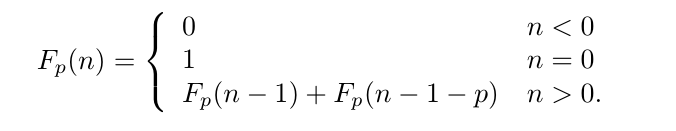 F_p(n) = { 0 n < 0
1 n = 0
F_p(n − 1) + F_p(n − 1 − p) n > 0.